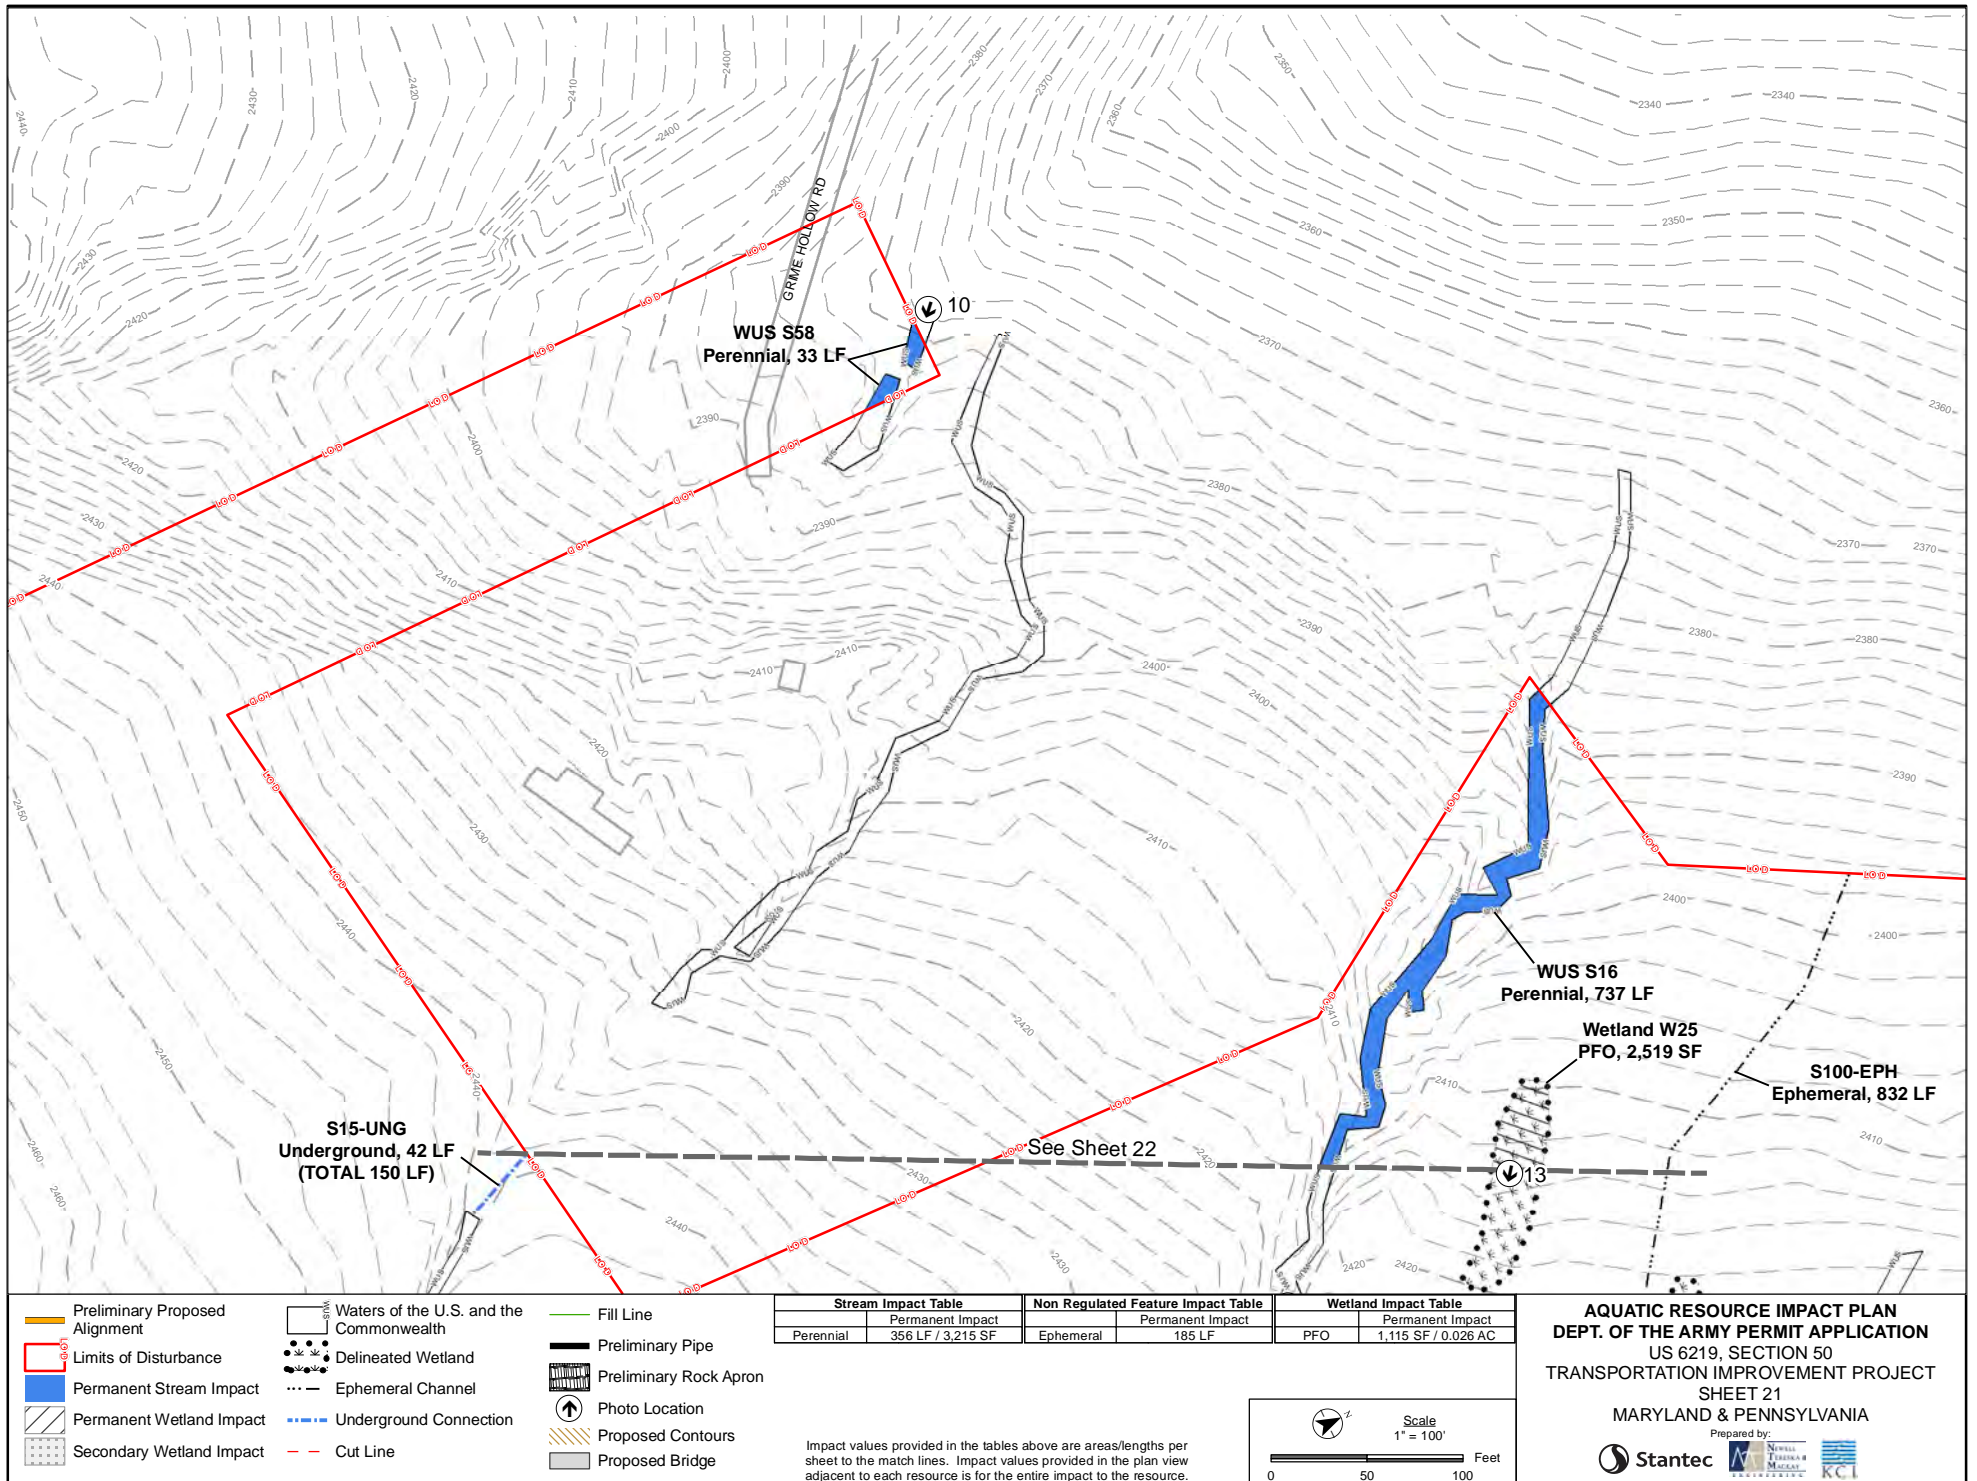 GRIME HOLLOW RD
10
WUS S58
Perennial, 33 LF
WUS S16
Perennial, 737 LF
Wetland W25
PFO, 2,519 SF
S100-EPH
Ephemeral, 832 LF
S15-UNG
Underground, 42 LF
(TOTAL 150 LF)
See Sheet 22
13
Preliminary Proposed
Alignment
Limits of Disturbance
Permanent Stream Impact
Permanent Wetland Impact
Secondary Wetland Impact
Waters of the U.S. and the
Commonwealth
Delineated Wetland
Ephemeral Channel
Underground Connection
Cut Line
Fill Line
Preliminary Pipe
Preliminary Rock Apron
Photo Location
Proposed Contours
Proposed Bridge
Stream Impact Table
Permanent Impact
Perennial 356 LF / 3,215 SF
Non Regulated Feature Impact Table
Permanent Impact
Ephemeral 185 LF
Wetland Impact Table
Permanent Impact
PFO 1,115 SF / 0.026 AC
Impact values provided in the tables above are areas/lengths per
sheet to the match lines. Impact values provided in the plan view
adjacent to each resource is for the entire impact to the resource.
N
Scale
1" = 100'
Feet
0 50 100
AQUATIC RESOURCE IMPACT PLAN
DEPT. OF THE ARMY PERMIT APPLICATION
US 6219, SECTION 50
TRANSPORTATION IMPROVEMENT PROJECT
SHEET 21
MARYLAND & PENNSYLVANIA
Prepared by:
Stantec
KCI